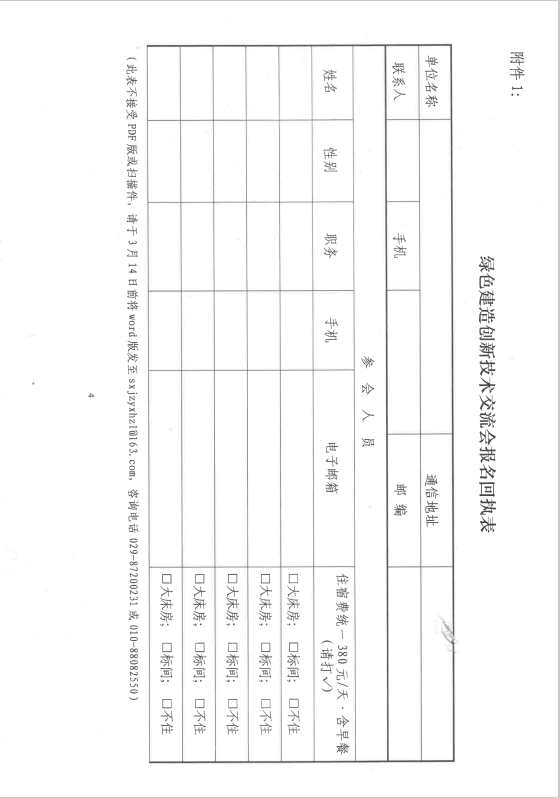 附件 1：
绿色建造创新技术交流会报名回执表
单位名称 通信地址
联系人 手机 邮 编
参 会 人 员
姓名 性别 职务 手机 电子邮箱 住宿费统一 380 元/天 · 含早餐
（请打✓）
□大床房； □标间； □不住
□大床房； □标间； □不住
□大床房； □标间； □不住
□大床房； □标间； □不住
□大床房； □标间； □不住
（此表不接受 PDF 版或扫描件，请于 3 月 14 日前将 word 版发至 sxjzyxhzl@163.com，咨询电话 029-87200231 或 010-88082550）
4